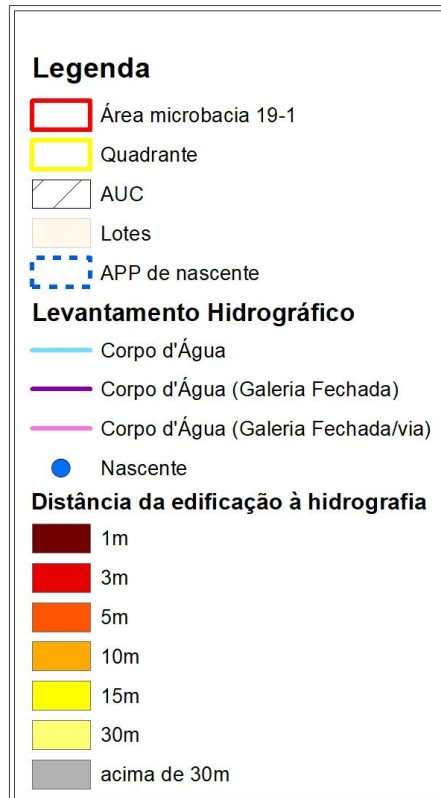 Legenda
Área microbacia 19-1
Quadrante
AUC
Lotes
APP de nascente
Levantamento Hidrográfico
Corpo d'Água
Corpo d'Água (Galeria Fechada)
Corpo d'Água (Galeria Fechada/via)
Nascente
Distância da edificação à hidrografia
1m
3m
5m
10m
15m
30m
acima de 30m